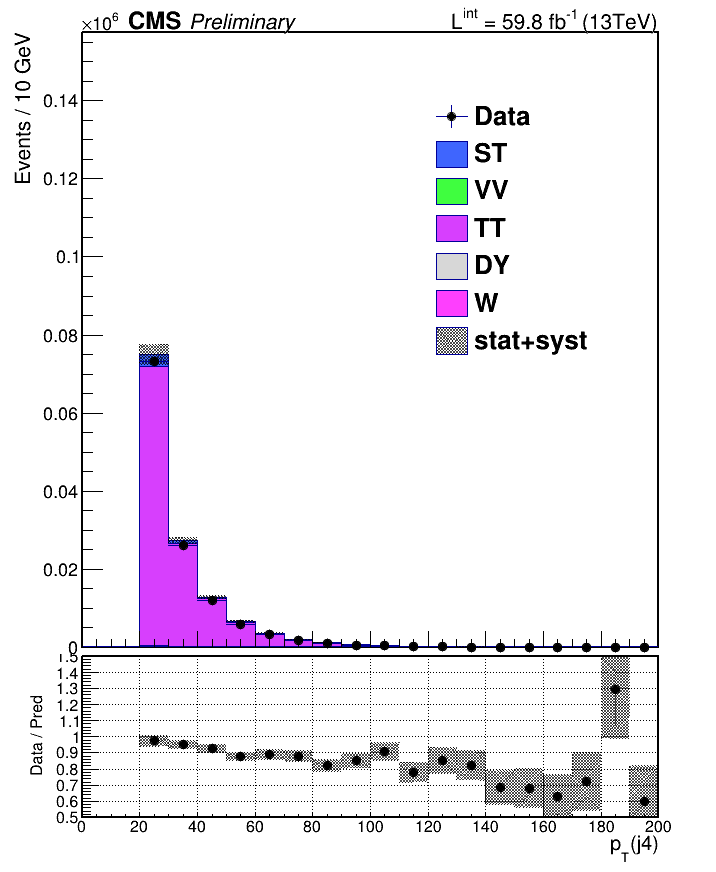 ×10^6 CMS Preliminary L^int = 59.8 fb^-1 (13TeV)
Events / 10 GeV
0.14
0.12
0.1
0.08
0.06
0.04
0.02
0
Data
ST
VV
TT
DY
W
stat+syst
Data / Pred
1.5
1.4
1.3
1.2
1.1
1
0.9
0.8
0.7
0.6
0.5
0 20 40 60 80 100 120 140 160 180 200
p_T(j4)